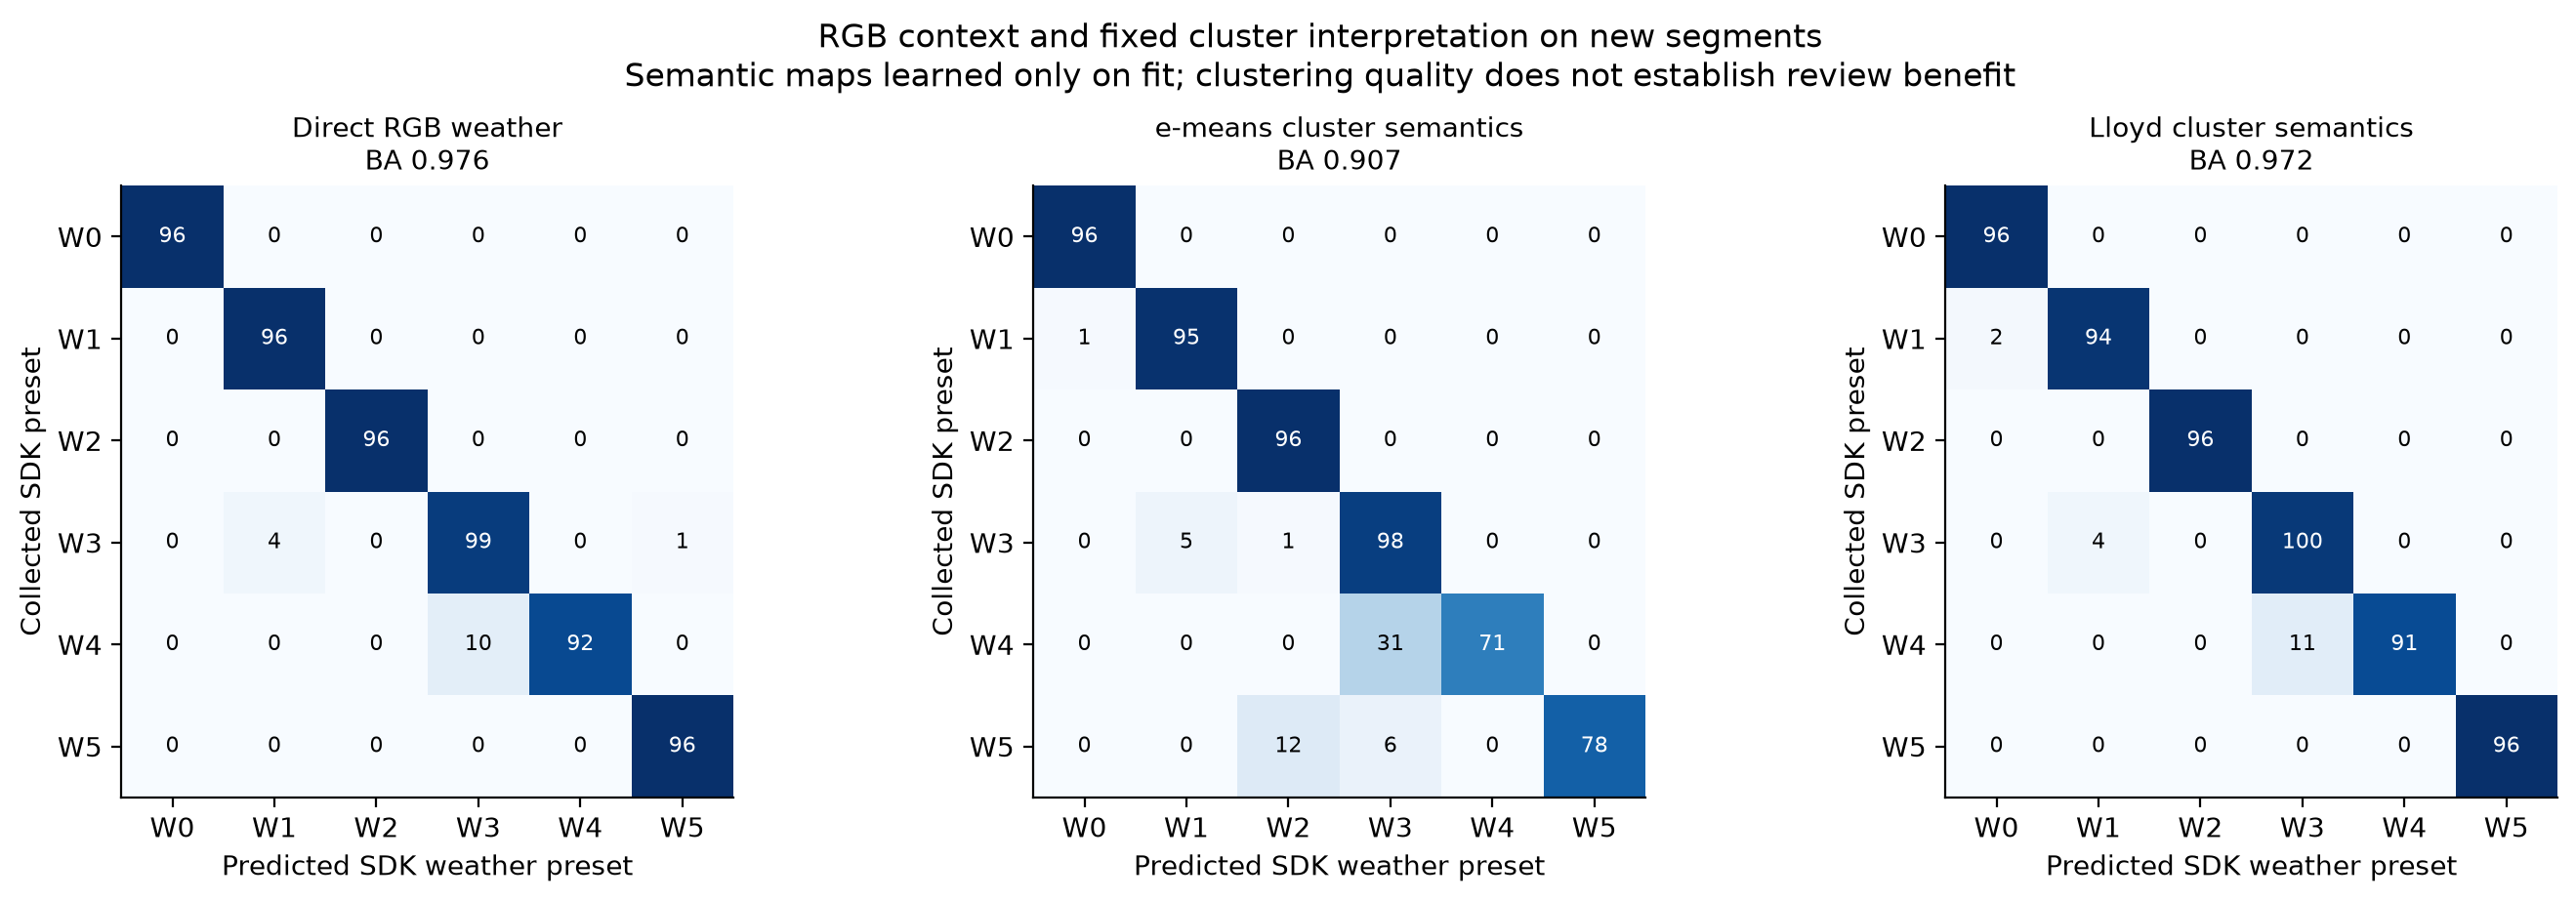 RGB context and fixed cluster interpretation on new segments
Semantic maps learned only on fit; clustering quality does not establish review benefit
Direct RGB weather
BA 0.976
Collected SDK preset
W0 96 0 0 0 0 0
W1 0 96 0 0 0 0
W2 0 0 96 0 0 0
W3 0 4 0 99 0 1
W4 0 0 0 10 92 0
W5 0 0 0 0 0 96
W0 W1 W2 W3 W4 W5
Predicted SDK weather preset
e-means cluster semantics
BA 0.907
Collected SDK preset
W0 96 0 0 0 0 0
W1 1 95 0 0 0 0
W2 0 0 96 0 0 0
W3 0 5 1 98 0 0
W4 0 0 0 31 71 0
W5 0 0 12 6 0 78
W0 W1 W2 W3 W4 W5
Predicted SDK weather preset
Lloyd cluster semantics
BA 0.972
Collected SDK preset
W0 96 0 0 0 0 0
W1 2 94 0 0 0 0
W2 0 0 96 0 0 0
W3 0 4 0 100 0 0
W4 0 0 0 11 91 0
W5 0 0 0 0 0 96
W0 W1 W2 W3 W4 W5
Predicted SDK weather preset